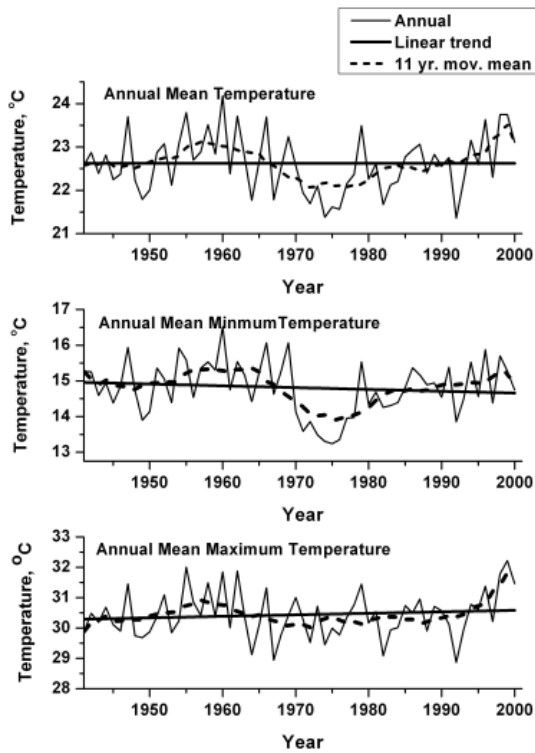 Annual
Linear trend
11 yr. mov. mean
Annual Mean Temperature
Temperature, °C
24
23
22
21
1950 1960 1970 1980 1990 2000
Year
Annual Mean MinmumTemperature
Temperature, °C
17
16
15
14
13
1950 1960 1970 1980 1990 2000
Year
Annual Mean Maximum Temperature
Temperature, °C
33
32
31
30
29
28
1950 1960 1970 1980 1990 2000
Year